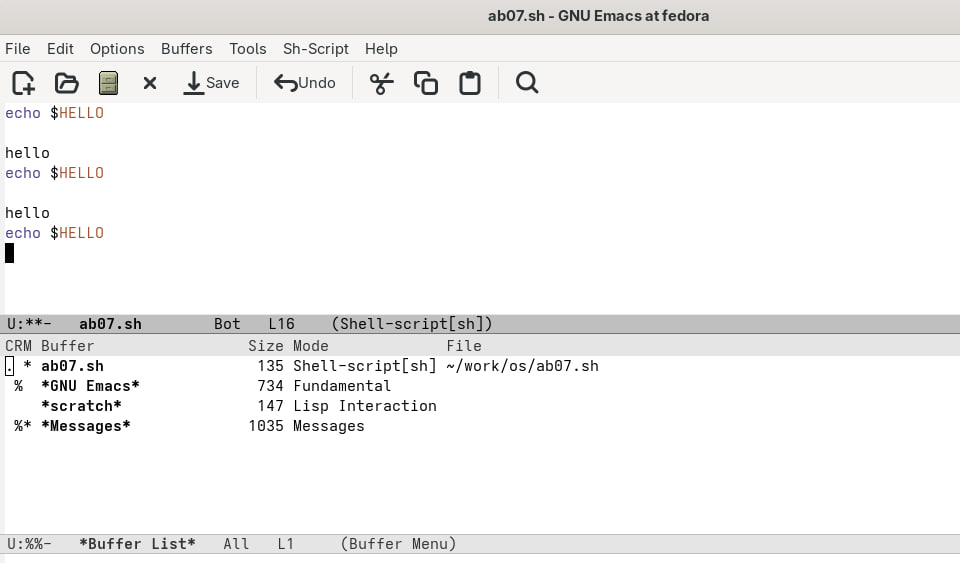 ab07.sh - GNU Emacs at fedora
File Edit Options Buffers Tools Sh-Script Help
Save Undo
echo $HELLO
hello
echo $HELLO
hello
echo $HELLO
U:**- ab07.sh Bot L16 (Shell-script[sh])
CRM Buffer Size Mode File
. * ab07.sh 135 Shell-script[sh] ~/work/os/ab07.sh
% *GNU Emacs* 734 Fundamental
*scratch* 147 Lisp Interaction
%* *Messages* 1035 Messages
U:%%- *Buffer List* All L1 (Buffer Menu)